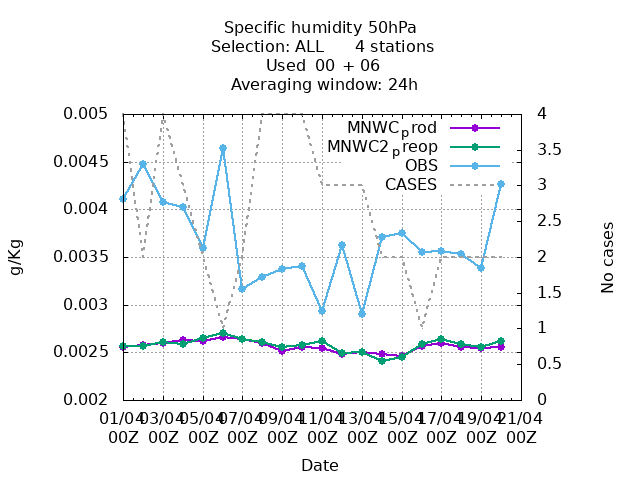 Specific humidity 50hPa
Selection: ALL 4 stations
Used 00 + 06
Averaging window: 24h
0.005
0.0045
0.004
0.0035
0.003
0.0025
0.002
g/Kg
MNWCprod
MNWC2preop
OBS
CASES
4
3.5
3
2.5
2
1.5
1
0.5
0
No cases
01/04 03/04 05/04 07/04 09/04 11/04 13/04 15/04 17/04 19/04 21/04
00Z 00Z 00Z 00Z 00Z 00Z 00Z 00Z 00Z 00Z 00Z
Date